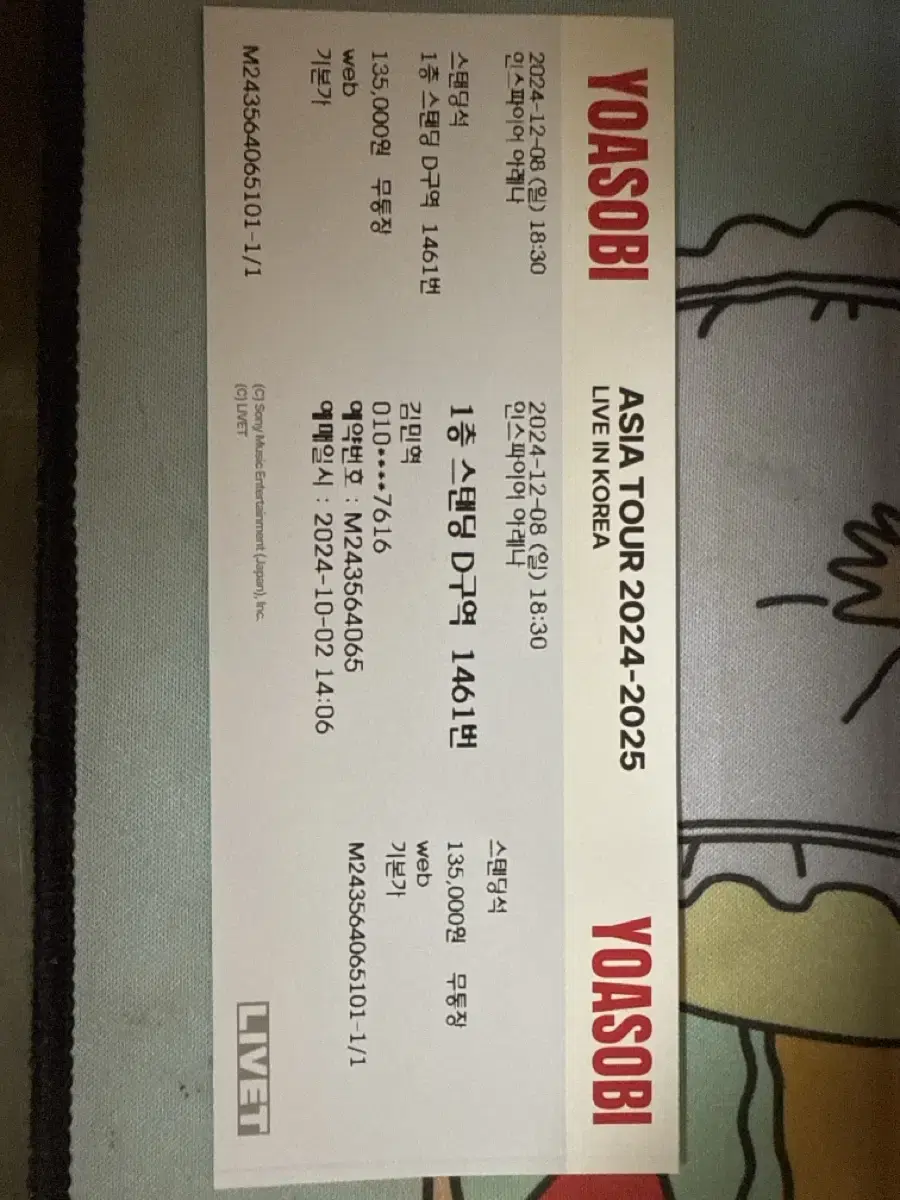 YOASOBI
2024-12-08 (일) 18:30
인스파이어 아레나
스탠딩석
1층 스탠딩 D구역 1461번
135,000원 무통장
web
기본가
M243564065101-1/1
ASIA TOUR 2024-2025
LIVE IN KOREA
2024-12-08 (일) 18:30
인스파이어 아레나
1층 스탠딩 D구역 1461번
김민혁
010****7616
예약번호 : M243564065
예매일시 : 2024-10-02 14:06
(C) Sony Music Entertainment (Japan), Inc.
(C) LIVET
YOASOBI
스탠딩석
135,000원 무통장
web
기본가
M243564065101-1/1
LIVET